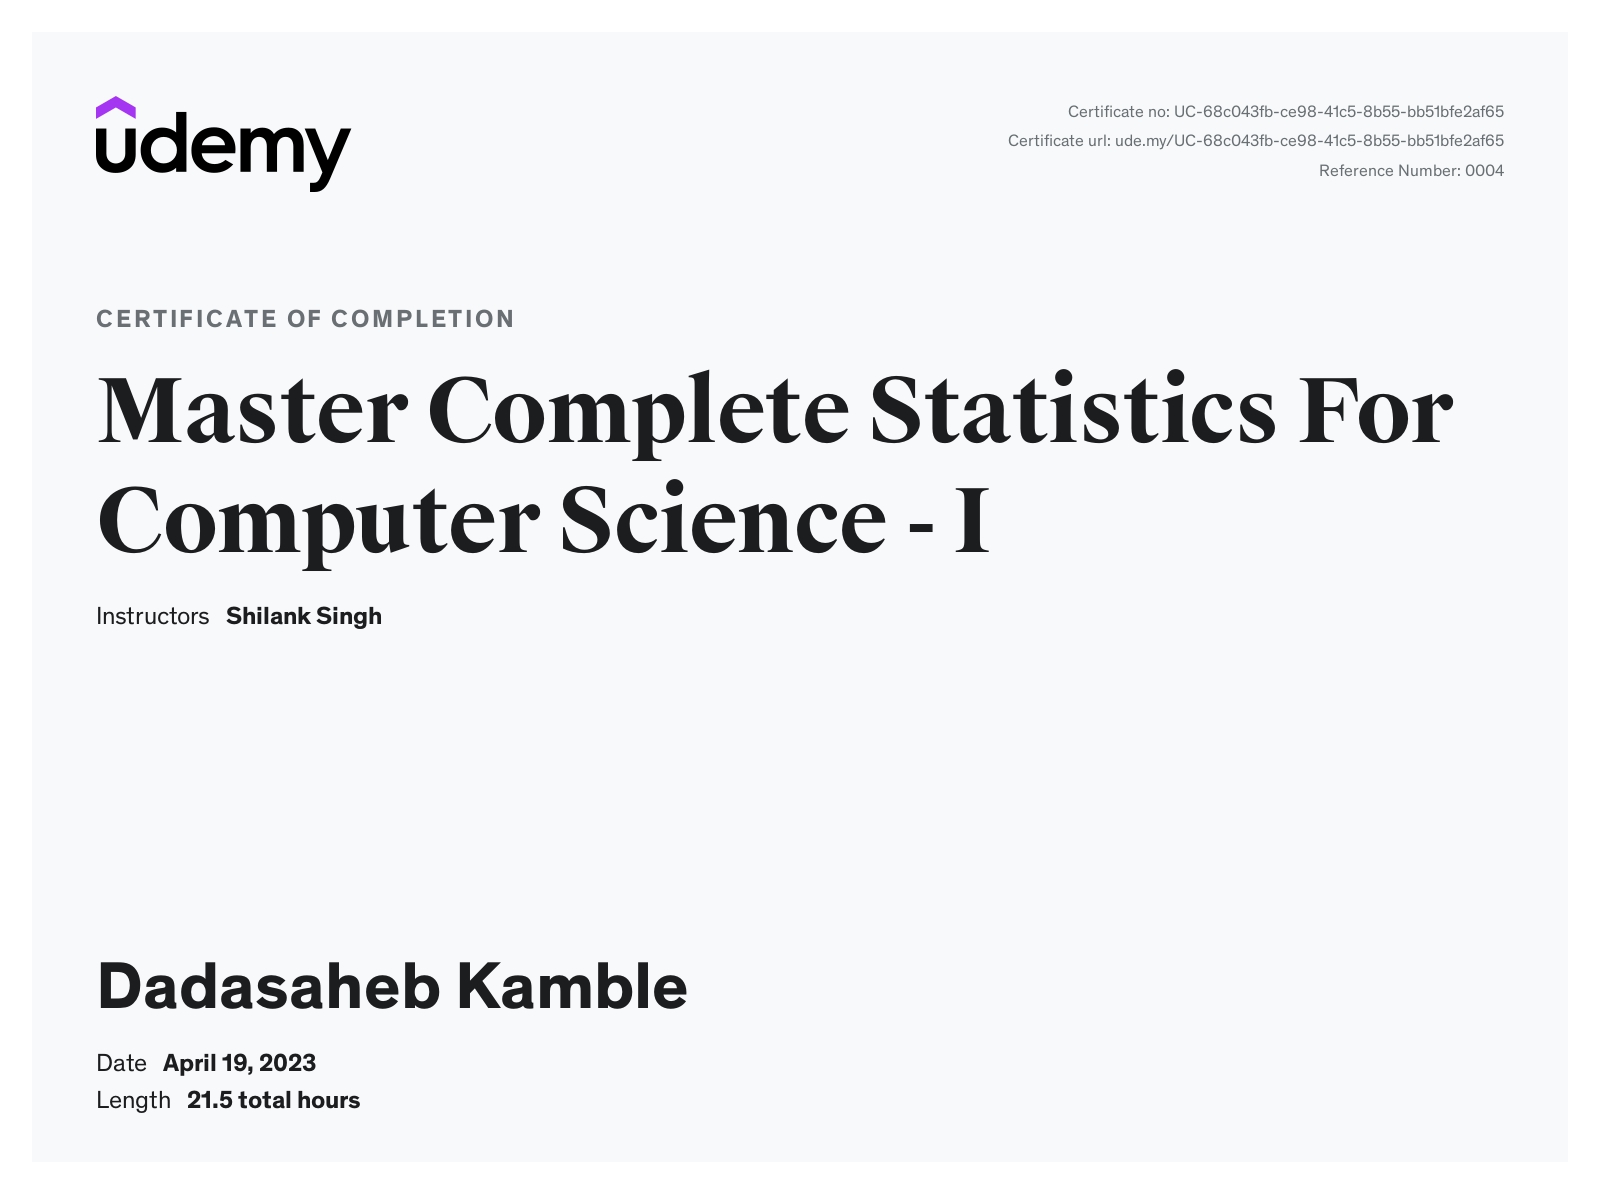 udemy
Certificate no: UC-68c043fb-ce98-41c5-8b55-bb51bfe2af65
Certificate url: ude.my/UC-68c043fb-ce98-41c5-8b55-bb51bfe2af65
Reference Number: 0004
CERTIFICATE OF COMPLETION
Master Complete Statistics For
Computer Science - I
Instructors Shilank Singh
Dadasaheb Kamble
Date April 19, 2023
Length 21.5 total hours